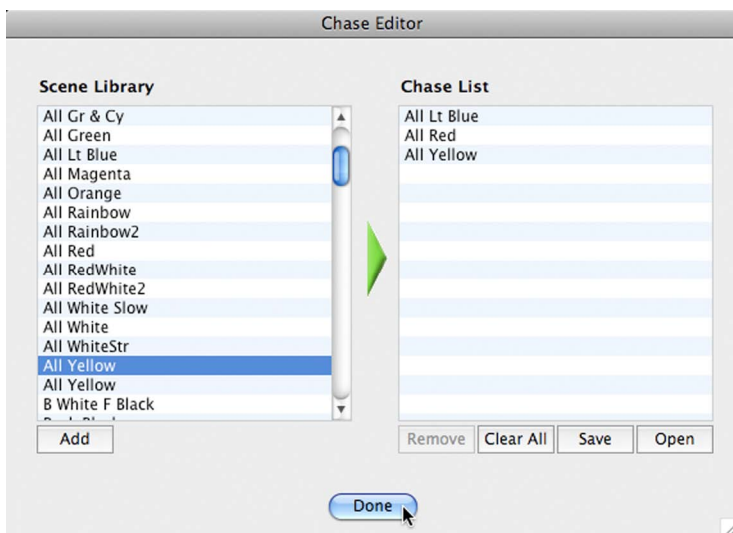 Chase Editor
Scene Library
All Gr & Cy
All Green
All Lt Blue
All Magenta
All Orange
All Rainbow
All Rainbow2
All Red
All RedWhite
All RedWhite2
All White Slow
All White
All WhiteStr
All Yellow
All Yellow
B White F Black
Add
Chase List
All Lt Blue
All Red
All Yellow
Remove
Clear All
Save
Open
Done